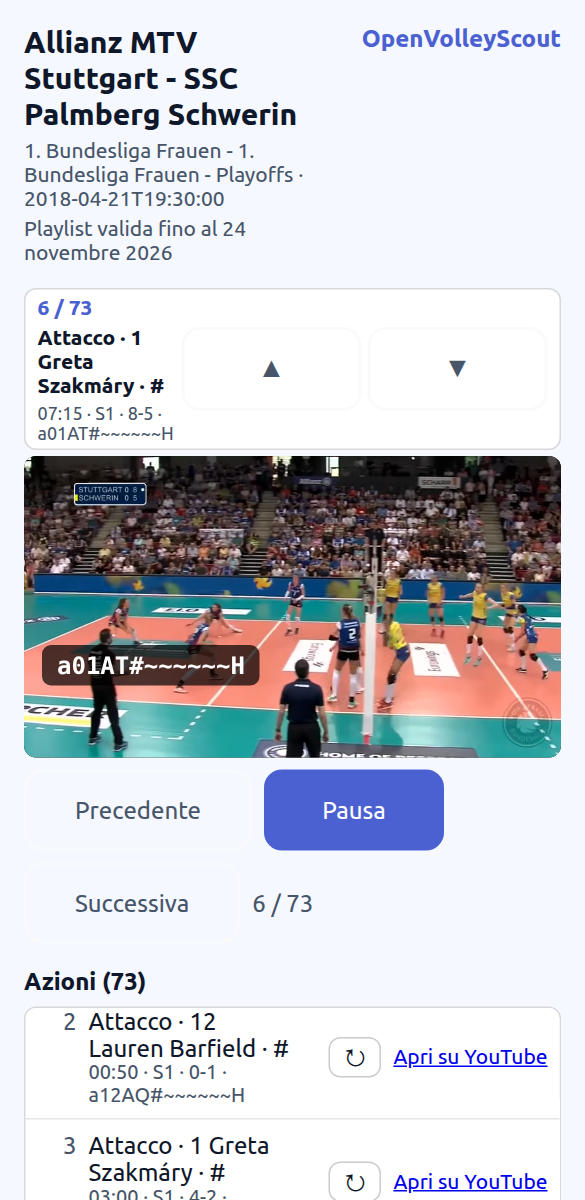 Allianz MTV
Stuttgart - SSC
Palmberg Schwerin
OpenVolleyScout
1. Bundesliga Frauen - 1.
Bundesliga Frauen - Playoffs ·
2018-04-21T19:30:00
Playlist valida fino al 24
novembre 2026
6 / 73
Attacco · 1
Greta
Szakmáry · #
07:15 · S1 · 8-5 ·
a01AT#~~~~~~H
▲
▼
STUTTGART 0 8
SCHWERIN 0 5
SCHARR
a01AT#~~~~~~H
Precedente
Pausa
Successiva
6 / 73
Azioni (73)
2 Attacco · 12
Lauren Barfield · #
00:50 · S1 · 0-1 ·
a12AQ#~~~~~~H
↻
Apri su YouTube
3 Attacco · 1 Greta
Szakmáry · #
03:00 · S1 · 4-2 ·
↻
Apri su YouTube